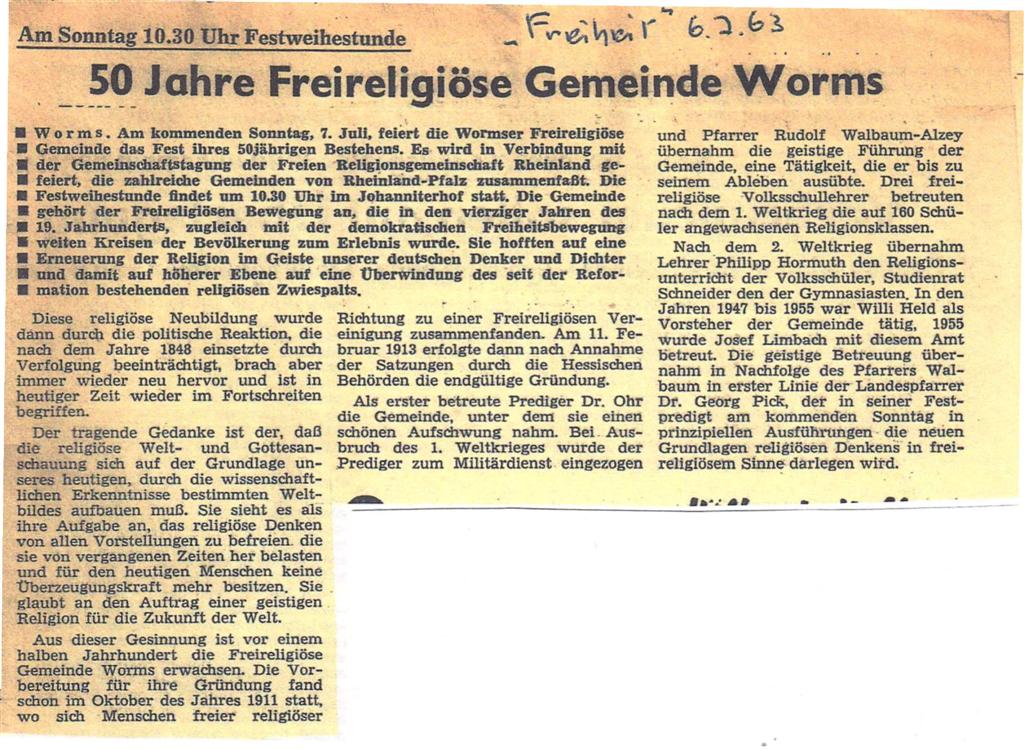 Am Sonntag 10.30 Uhr Festweihestunde
„Freiheit" 6.7.63
50 Jahre Freireligiöse Gemeinde Worms
Worms. Am kommenden Sonntag, 7. Juli, feiert die Wormser Freireligiöse
Gemeinde das Fest ihres 50jährigen Bestehens. Es wird in Verbindung mit
der Gemeinschaftstagung der Freien Religionsgemeinschaft Rheinland ge-
feiert, die zahlreiche Gemeinden von Rheinland-Pfalz zusammenfaßt. Die
Festweihestunde findet um 10.30 Uhr im Johanniterhof statt. Die Gemeinde
gehört der Freireligiösen Bewegung an, die in den vierziger Jahren des
19. Jahrhunderts, zugleich mit der demokratischen Freiheitsbewegung
weiten Kreisen der Bevölkerung zum Erlebnis wurde. Sie hofften auf eine
Erneuerung der Religion im Geiste unserer deutschen Denker und Dichter
und damit auf höherer Ebene auf eine Überwindung des seit der Refor-
mation bestehenden religiösen Zwiespalts.
Diese religiöse Neubildung wurde
dann durch die politische Reaktion, die
nach dem Jahre 1848 einsetzte durch
Verfolgung beeinträchtigt, brach aber
immer wieder neu hervor und ist in
heutiger Zeit wieder im Fortschreiten
begriffen.
Der tragende Gedanke ist der, daß
die religiöse Welt- und Gottesan-
schauung sich auf der Grundlage un-
seres heutigen, durch die wissenschaft-
lichen Erkenntnisse bestimmten Welt-
bildes aufbauen muß. Sie sieht es als
ihre Aufgabe an, das religiöse Denken
von allen Vorstellungen zu befreien. die
sie von vergangenen Zeiten her belasten
und für den heutigen Menschen keine
Überzeugungskraft mehr besitzen. Sie
glaubt an den Auftrag einer geistigen
Religion für die Zukunft der Welt.
Aus dieser Gesinnung ist vor einem
halben Jahrhundert die Freireligiöse
Gemeinde Worms erwachsen. Die Vor-
bereitung für ihre Gründung fand
schon im Oktober des Jahres 1911 statt,
wo sich Menschen freier religiöser
Richtung zu einer Freireligiösen Ver-
einigung zusammenfanden. Am 11. Fe-
bruar 1913 erfolgte dann nach Annahme
der Satzungen durch die Hessischen
Behörden die endgültige Gründung.
Als erster betreute Prediger Dr. Ohr
die Gemeinde, unter dem sie einen
schönen Aufschwung nahm. Bei Aus-
bruch des 1. Weltkrieges wurde der
Prediger zum Militärdienst eingezogen
und Pfarrer Rudolf Walbaum-Alzey
übernahm die geistige Führung der
Gemeinde, eine Tätigkeit, die er bis zu
seinem Ableben ausübte. Drei frei-
religiöse Volksschullehrer betreuten
nach dem 1. Weltkrieg die auf 160 Schü-
ler angewachsenen Religionsklassen.
Nach dem 2. Weltkrieg übernahm
Lehrer Philipp Hormuth den Religions-
unterricht der Volksschüler, Studienrat
Schneider den der Gymnasiasten. In den
Jahren 1947 bis 1955 war Willi Held als
Vorsteher der Gemeinde tätig, 1955
wurde Josef Limbach mit diesem Amt
betreut. Die geistige Betreuung über-
nahm in Nachfolge des Pfarrers Wal-
baum in erster Linie der Landespfarrer
Dr. Georg Pick, der in seiner Fest-
predigt am kommenden Sonntag in
prinzipiellen Ausführungen die neuen
Grundlagen religiösen Denkens in frei-
religiösem Sinne darlegen wird.